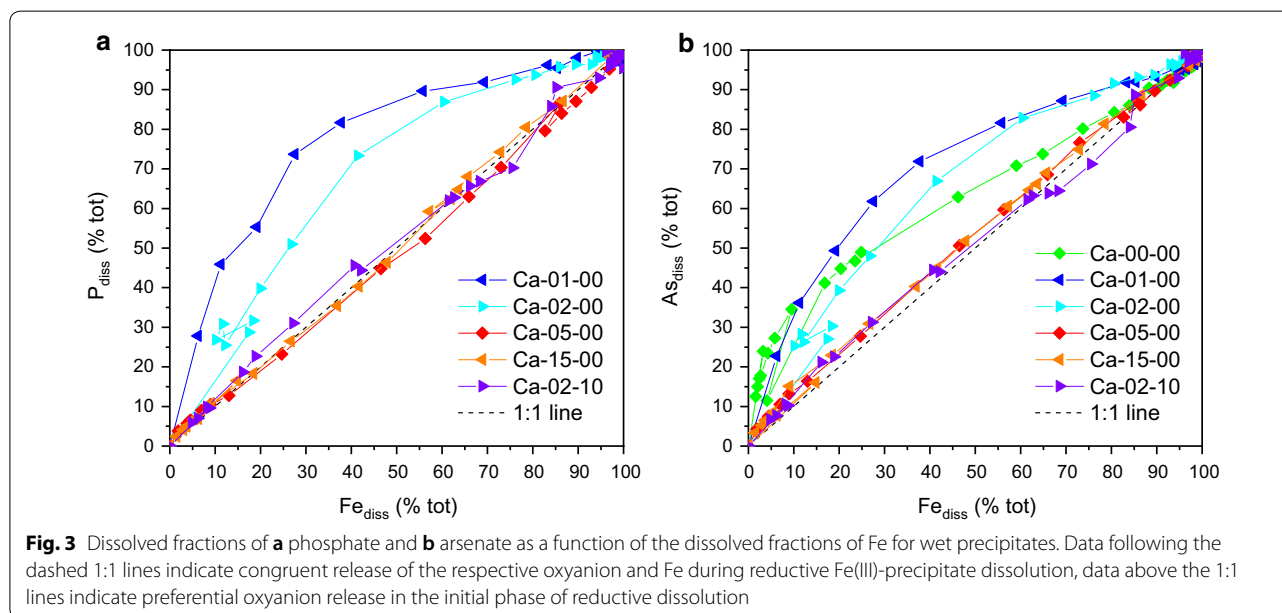 a
100
90
80
70
60
50
40
30
20
10
0
P_diss (% tot)
Ca-01-00
Ca-02-00
Ca-05-00
Ca-15-00
Ca-02-10
1:1 line
0 10 20 30 40 50 60 70 80 90 100
Fe_diss (% tot)
b
100
90
80
70
60
50
40
30
20
10
0
As_diss (% tot)
Ca-00-00
Ca-01-00
Ca-02-00
Ca-05-00
Ca-15-00
Ca-02-10
1:1 line
0 10 20 30 40 50 60 70 80 90 100
Fe_diss (% tot)
Fig. 3 Dissolved fractions of a phosphate and b arsenate as a function of the dissolved fractions of Fe for wet precipitates. Data following the
dashed 1:1 lines indicate congruent release of the respective oxyanion and Fe during reductive Fe(III)-precipitate dissolution, data above the 1:1
lines indicate preferential oxyanion release in the initial phase of reductive dissolution